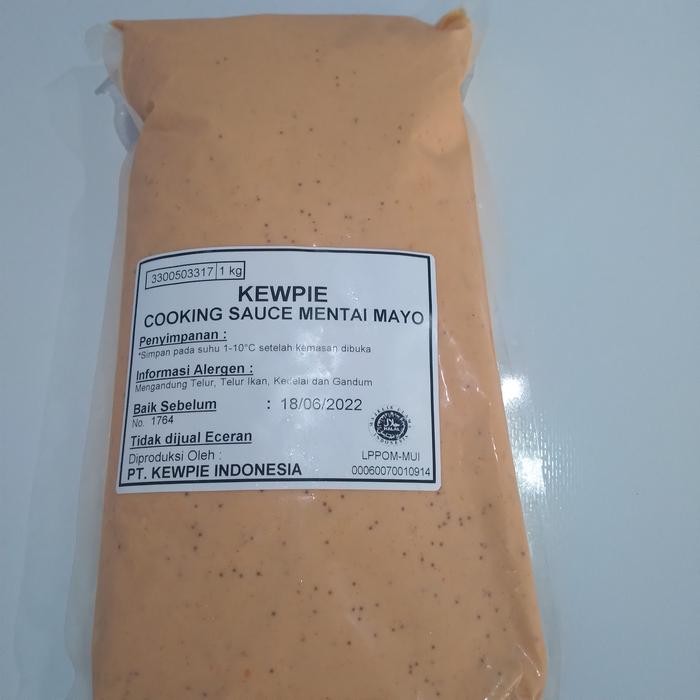 3300503317 1 kg
KEWPIE
COOKING SAUCE MENTAI MAYO
Penyimpanan :
*Simpan pada suhu 1-10°C setelah kemasan dibuka
Informasi Alergen :
Mengandung Telur, Telur Ikan, Kedelai dan Gandum
Baik Sebelum : 18/06/2022
No. 1764
Tidak dijual Eceran
Diproduksi Oleh :
PT. KEWPIE INDONESIA
HALAL
LPPOM-MUI
00060070010914